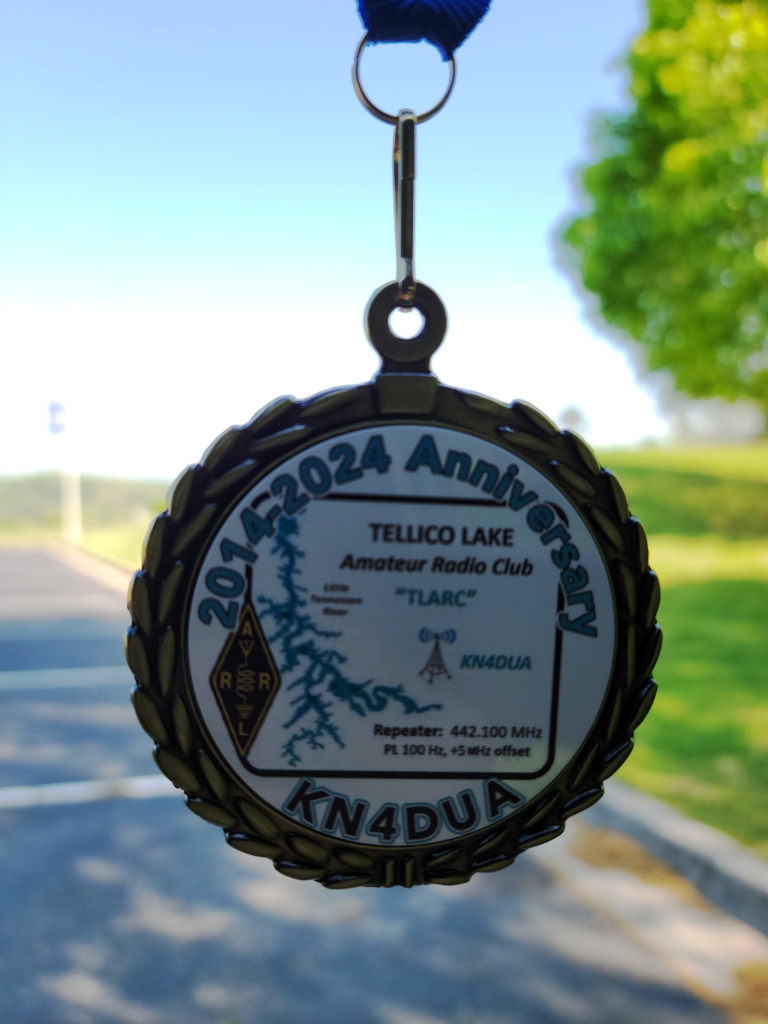 2014-2024 Anniversary
TELLICO LAKE
Amateur Radio Club
"TLARC"
Little
Tennessee
River
KN4DUA
A
R R
L
Repeater: 442.100 MHz
PL 100 Hz, +5 MHz offset
KN4DUA